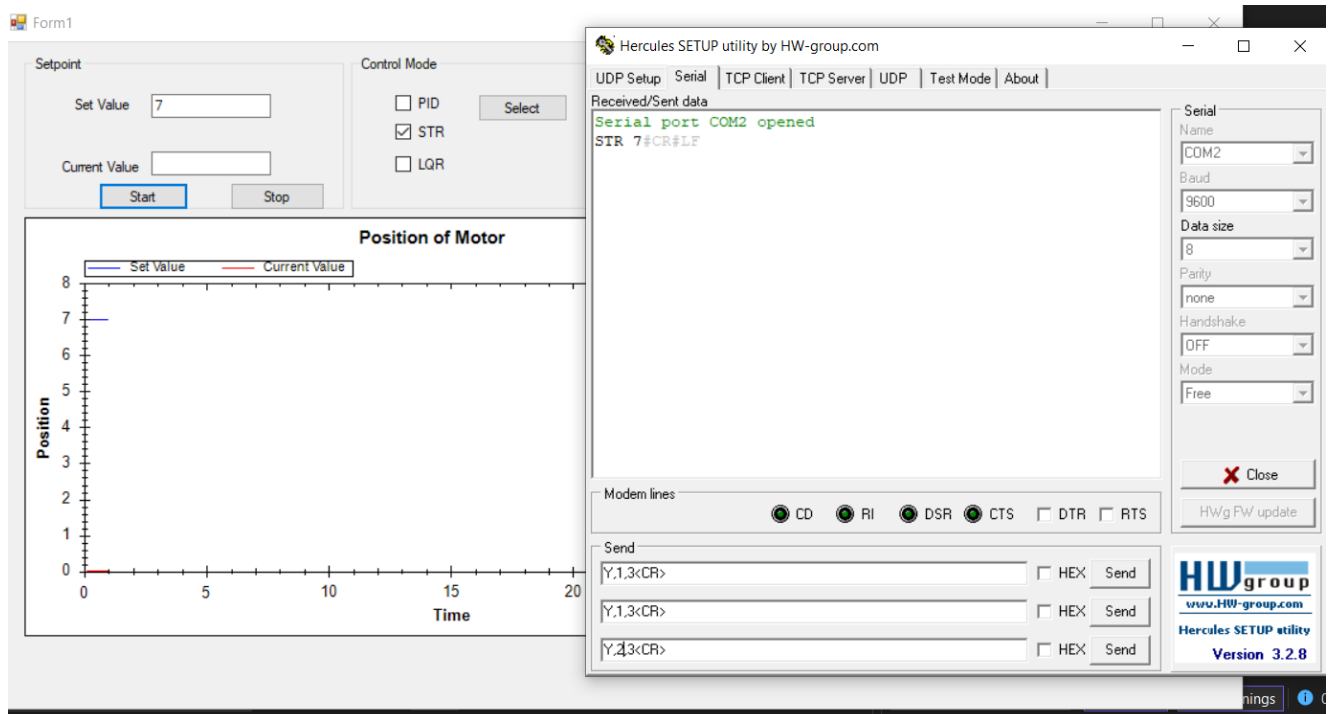 Form1
Setpoint
Set Value 7
Current Value
Start Stop
Control Mode
PID
STR
LQR
Select
Position of Motor
Set Value Current Value
8
7
6
5
4
3
2
1
0
Position
0 5 10 15 20
Time
Hercules SETUP utility by HW-group.com
UDP Setup Serial TCP Client TCP Server UDP Test Mode About
Received/Sent data
Serial port COM2 opened
STR 7#CR#LF
Serial
Name
COM2
Baud
9600
Data size
8
Parity
none
Handshake
OFF
Mode
Free
Close
HWg FW update
Modem lines
CD RI DSR CTS DTR RTS
Send
Y,1,3<CR> HEX Send
Y,1,3<CR> HEX Send
Y,2,3<CR> HEX Send
HWgroup
www.HW-group.com
Hercules SETUP utility
Version 3.2.8
nings